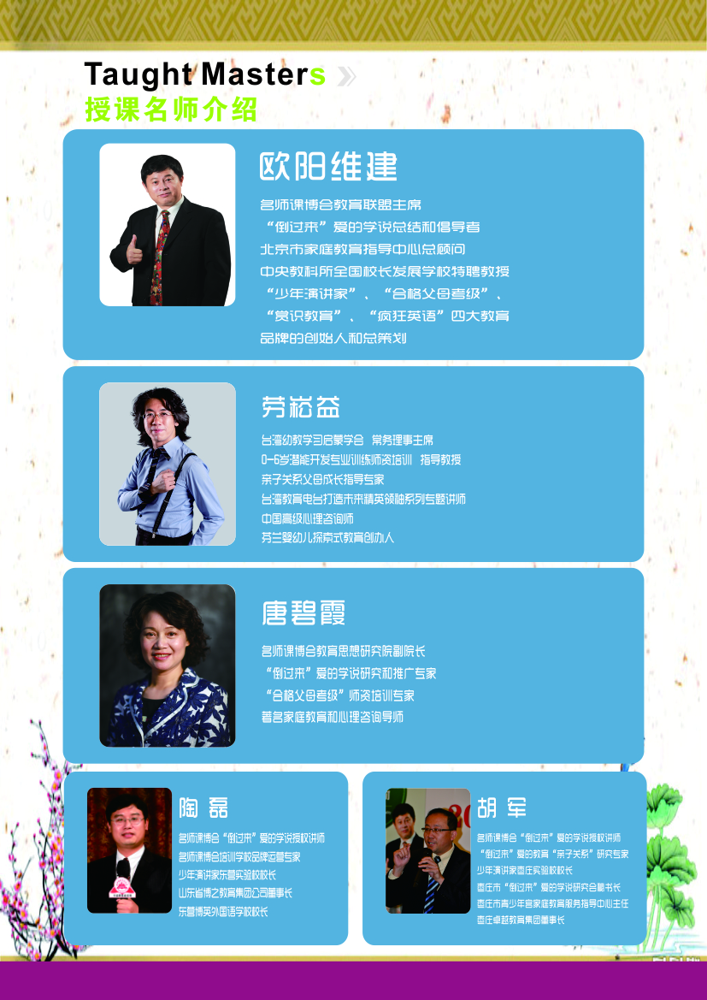 Taught Masters
授课名师介绍
欧阳维建
名师课博会教育联盟主席
“倒过来”爱的学说总结和倡导者
北京市家庭教育指导中心总顾问
中央教科所全国校长发展学校特聘教授
“少年演讲家”、“合格父母考级”、
“赏识教育”、“疯狂英语”四大教育
品牌的创始人和总策划
劳崧益
台湾幼教学习启蒙学会 常务理事主席
0-6岁潜能开发专业训练师资培训 指导教授
亲子关系父母成长指导专家
台湾教育电台打造未来精英领袖系列专题讲师
中国高级心理咨询师
芬兰婴幼儿探索式教育创办人
唐碧霞
名师课博会教育思想研究院副院长
“倒过来”爱的学说研究和推广专家
“合格父母考级”师资培训专家
著名家庭教育和心理咨询导师
陶磊
名师课博会“倒过来”爱的学说授权讲师
名师课博会培训学校品牌运营专家
少年演讲家东营实验校校长
山东省博之教育集团公司董事长
东营博英外国语学校校长
胡军
名师课博会“倒过来”爱的学说授权讲师
“倒过来”爱的教育“亲子关系”研究专家
少年演讲家枣庄实验校校长
枣庄市“倒过来”爱的学说研究会秘书长
枣庄市青少年宫家庭教育服务指导中心主任
枣庄卓越教育集团董事长